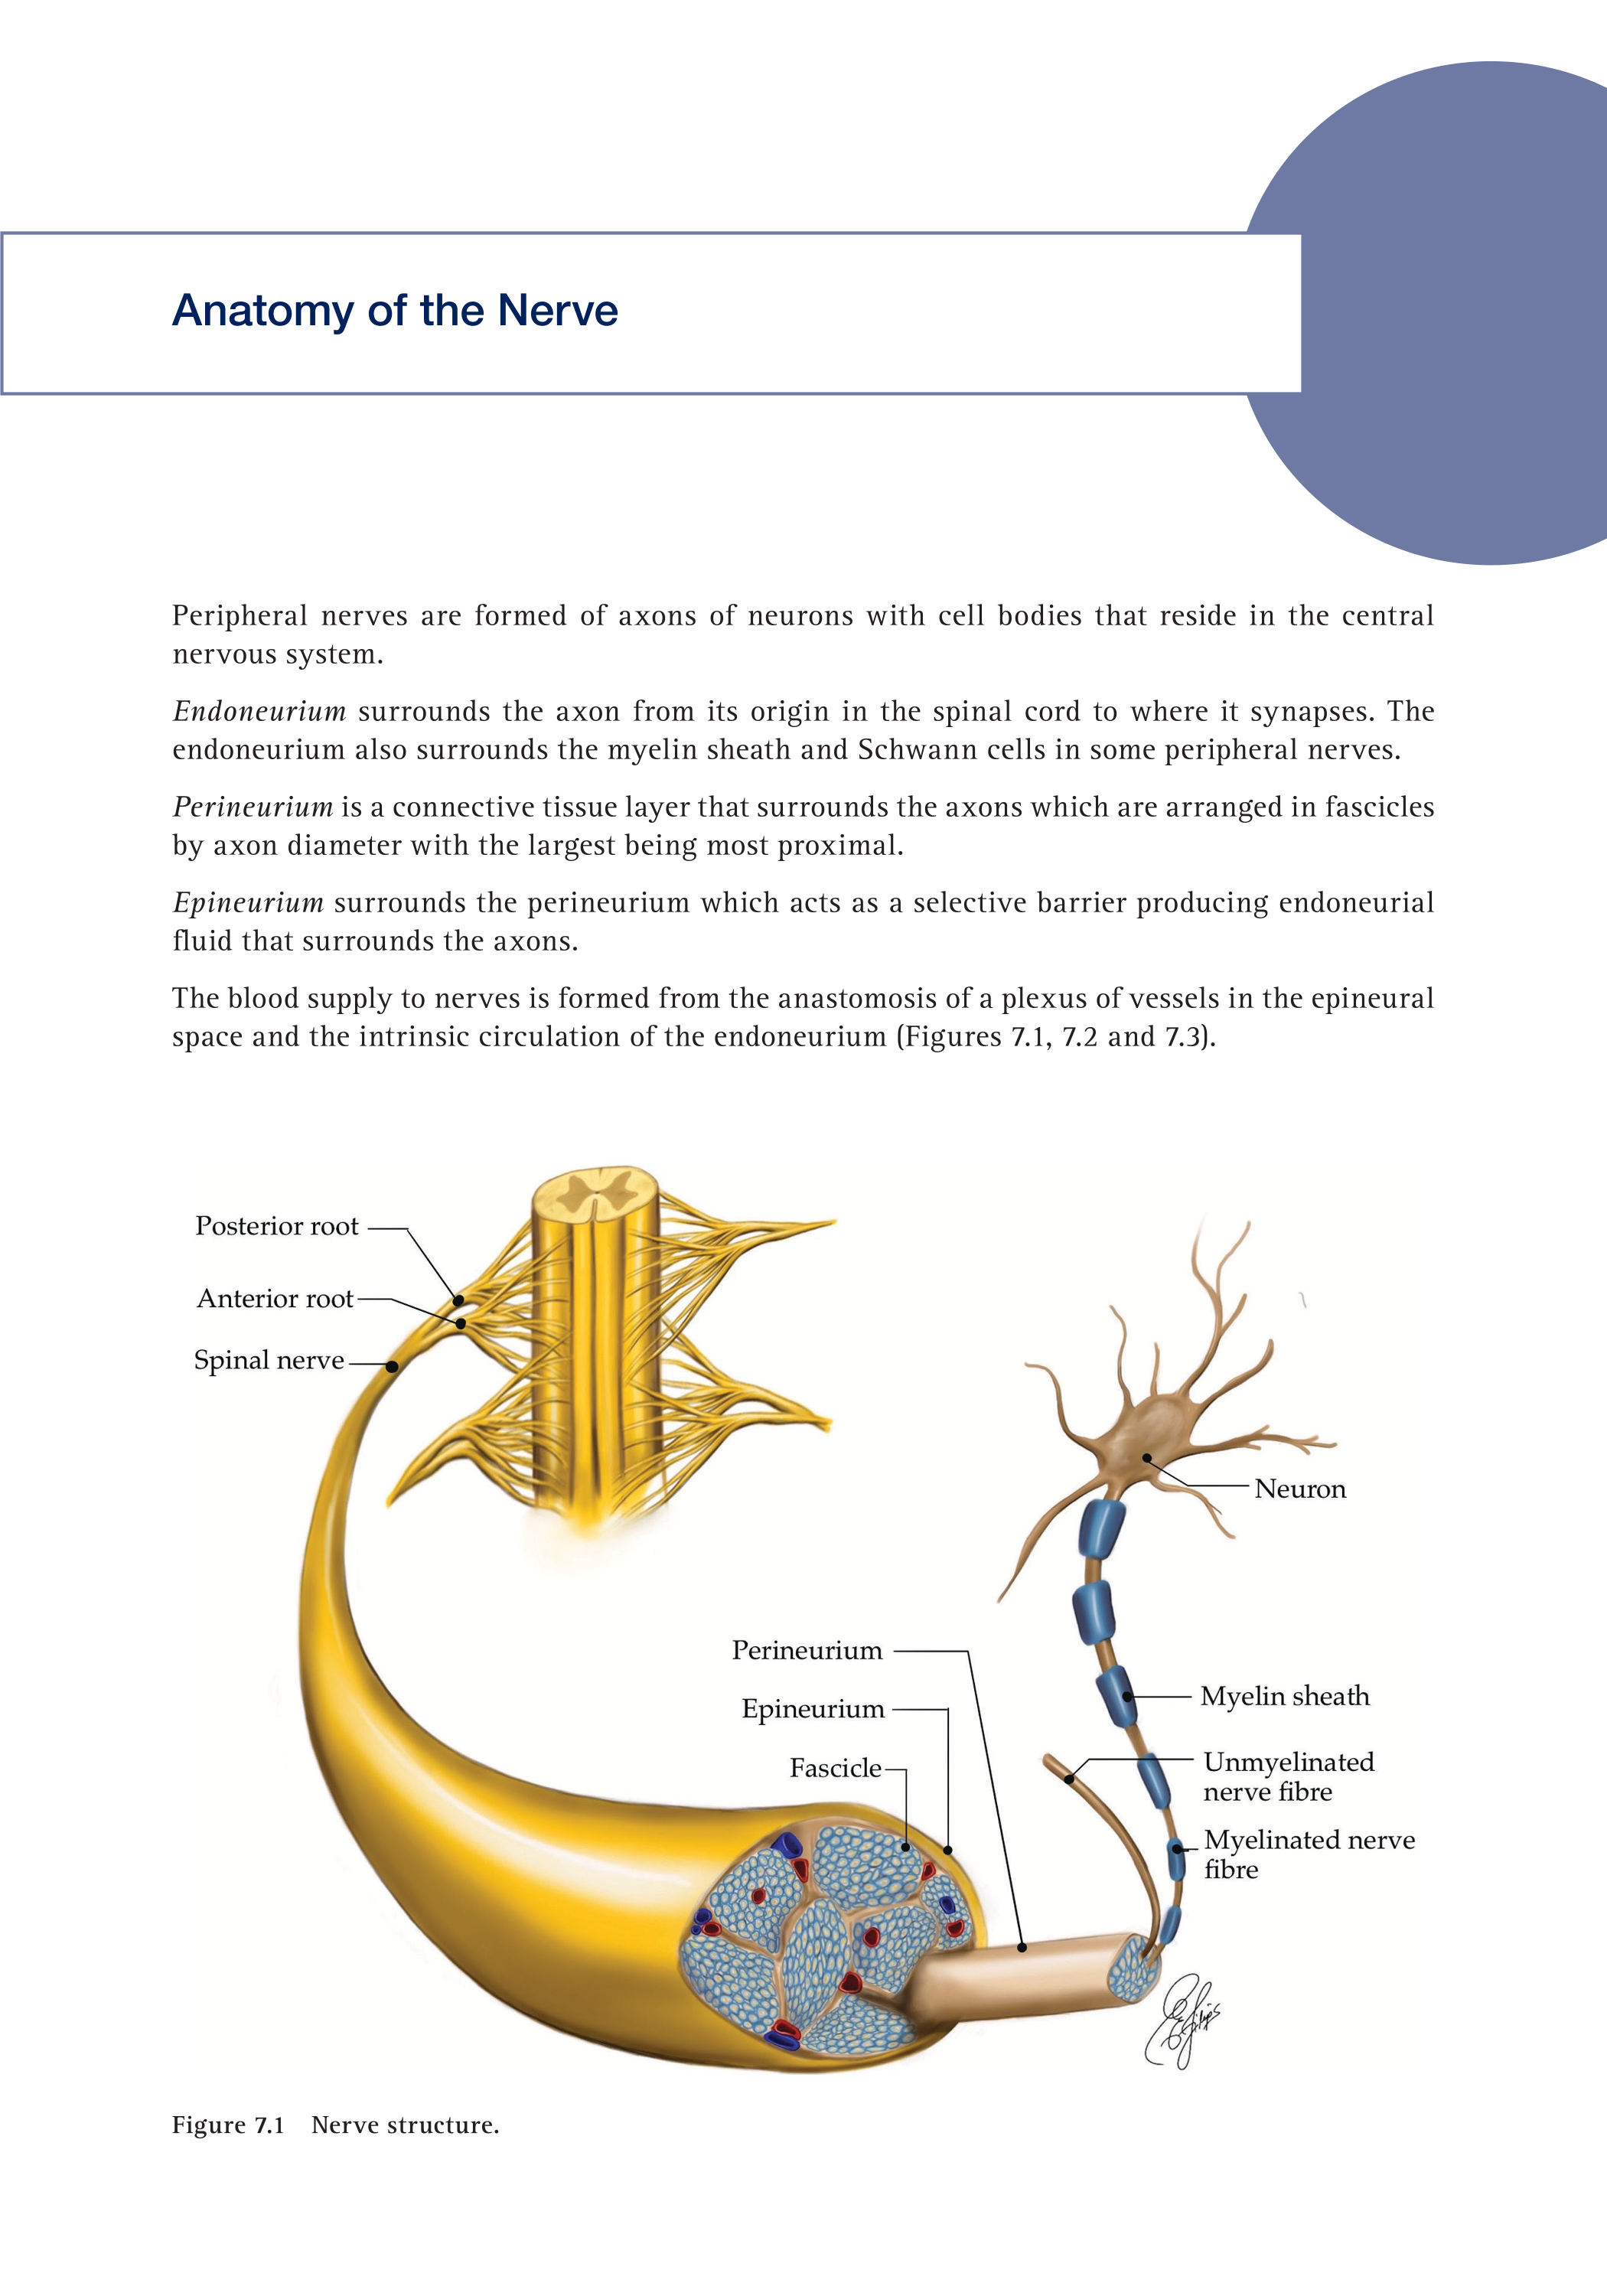 Anatomy of the Nerve
Peripheral nerves are formed of axons of neurons with cell bodies that reside in the central
nervous system.
Endoneurium surrounds the axon from its origin in the spinal cord to where it synapses. The
endoneurium also surrounds the myelin sheath and Schwann cells in some peripheral nerves.
Perineurium is a connective tissue layer that surrounds the axons which are arranged in fascicles
by axon diameter with the largest being most proximal.
Epineurium surrounds the perineurium which acts as a selective barrier producing endoneurial
fluid that surrounds the axons.
The blood supply to nerves is formed from the anastomosis of a plexus of vessels in the epineural
space and the intrinsic circulation of the endoneurium (Figures 7.1, 7.2 and 7.3).
Posterior root
Anterior root
Spinal nerve
Neuron
Perineurium
Epineurium
Fascicle
Myelin sheath
Unmyelinated
nerve fibre
Myelinated nerve
fibre
Figure 7.1 Nerve structure.